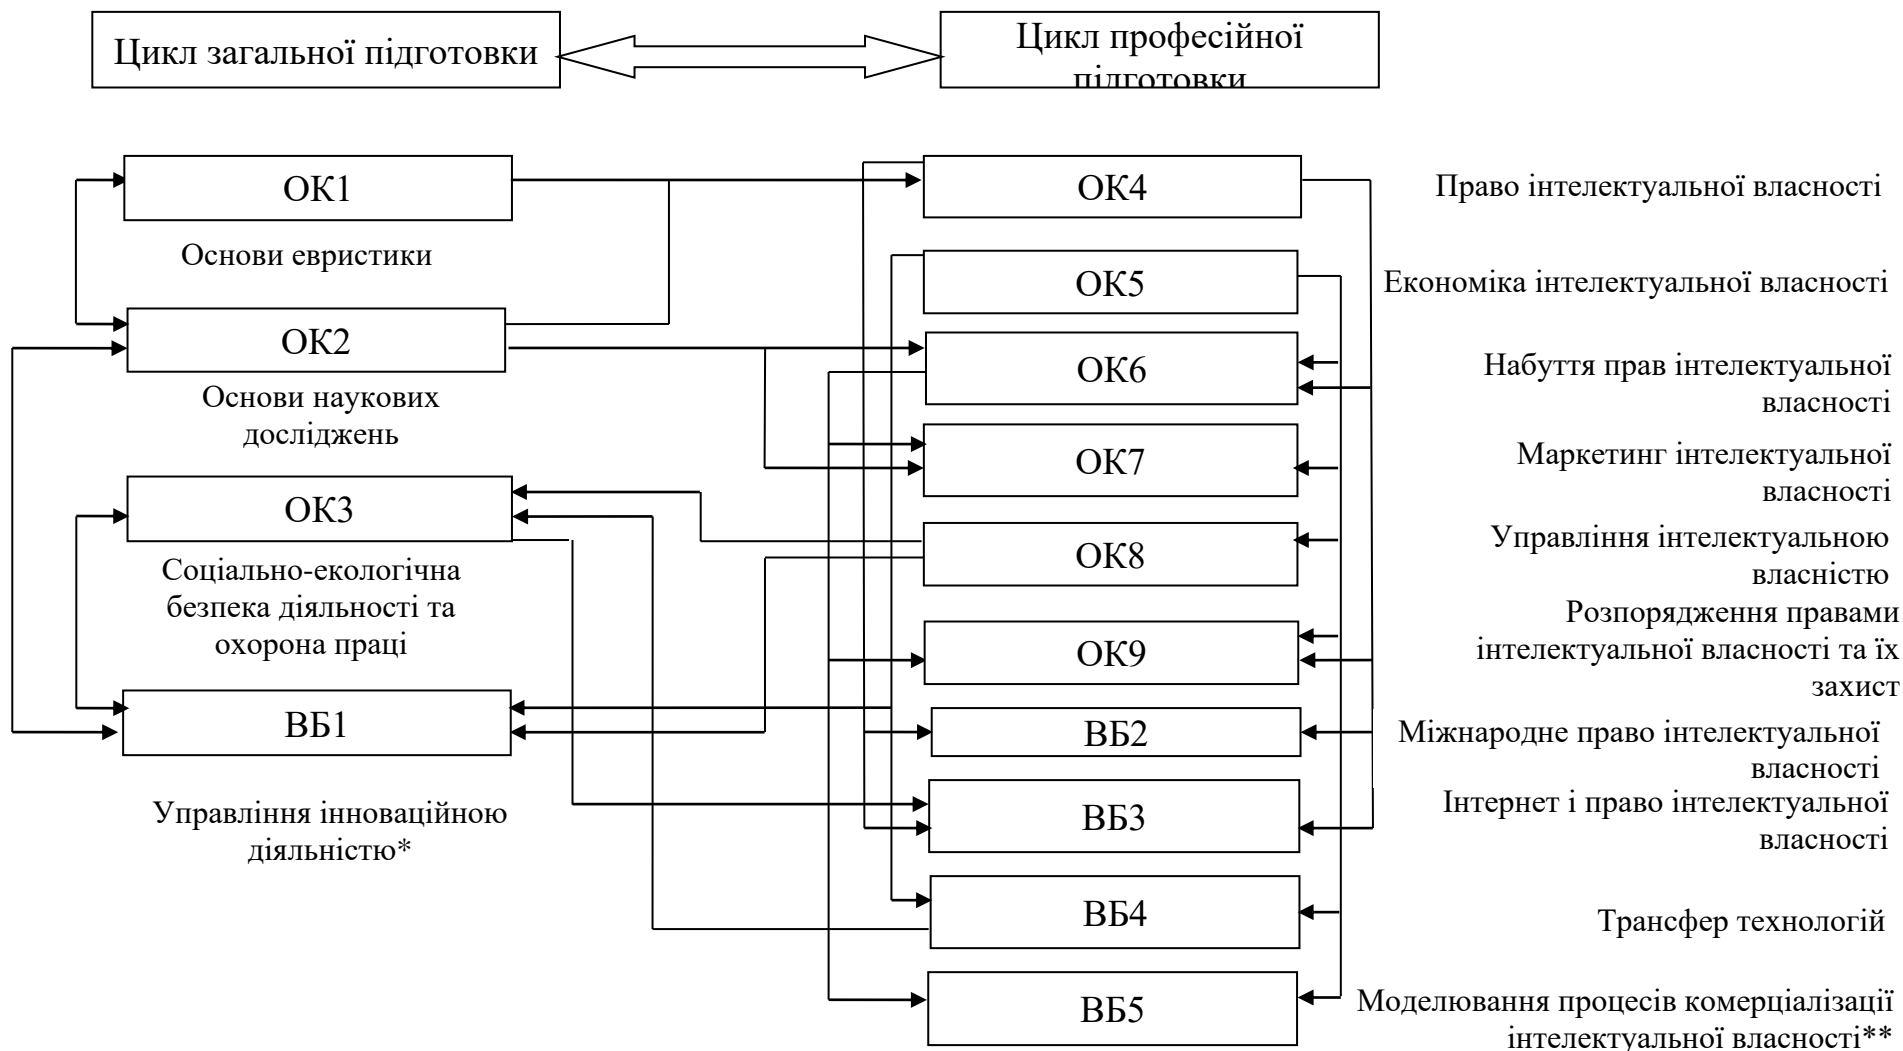 Цикл загальної підготовки
Цикл професійної
підготовки
ОК1
Основи евристики
ОК2
Основи наукових
досліджень
ОК3
Соціально-екологічна
безпека діяльності та
охорона праці
ВБ1
Управління інноваційною
діяльністю*
ОК4
Право інтелектуальної власності
ОК5
Економіка інтелектуальної власності
ОК6
Набуття прав інтелектуальної
власності
ОК7
Маркетинг інтелектуальної
власності
ОК8
Управління інтелектуальною
власністю
ОК9
Розпорядження правами
інтелектуальної власності та їх
захист
ВБ2
Міжнародне право інтелектуальної
власності
ВБ3
Інтернет і право інтелектуальної
власності
ВБ4
Трансфер технологій
ВБ5
Моделювання процесів комерціалізації
інтелектуальної власності**